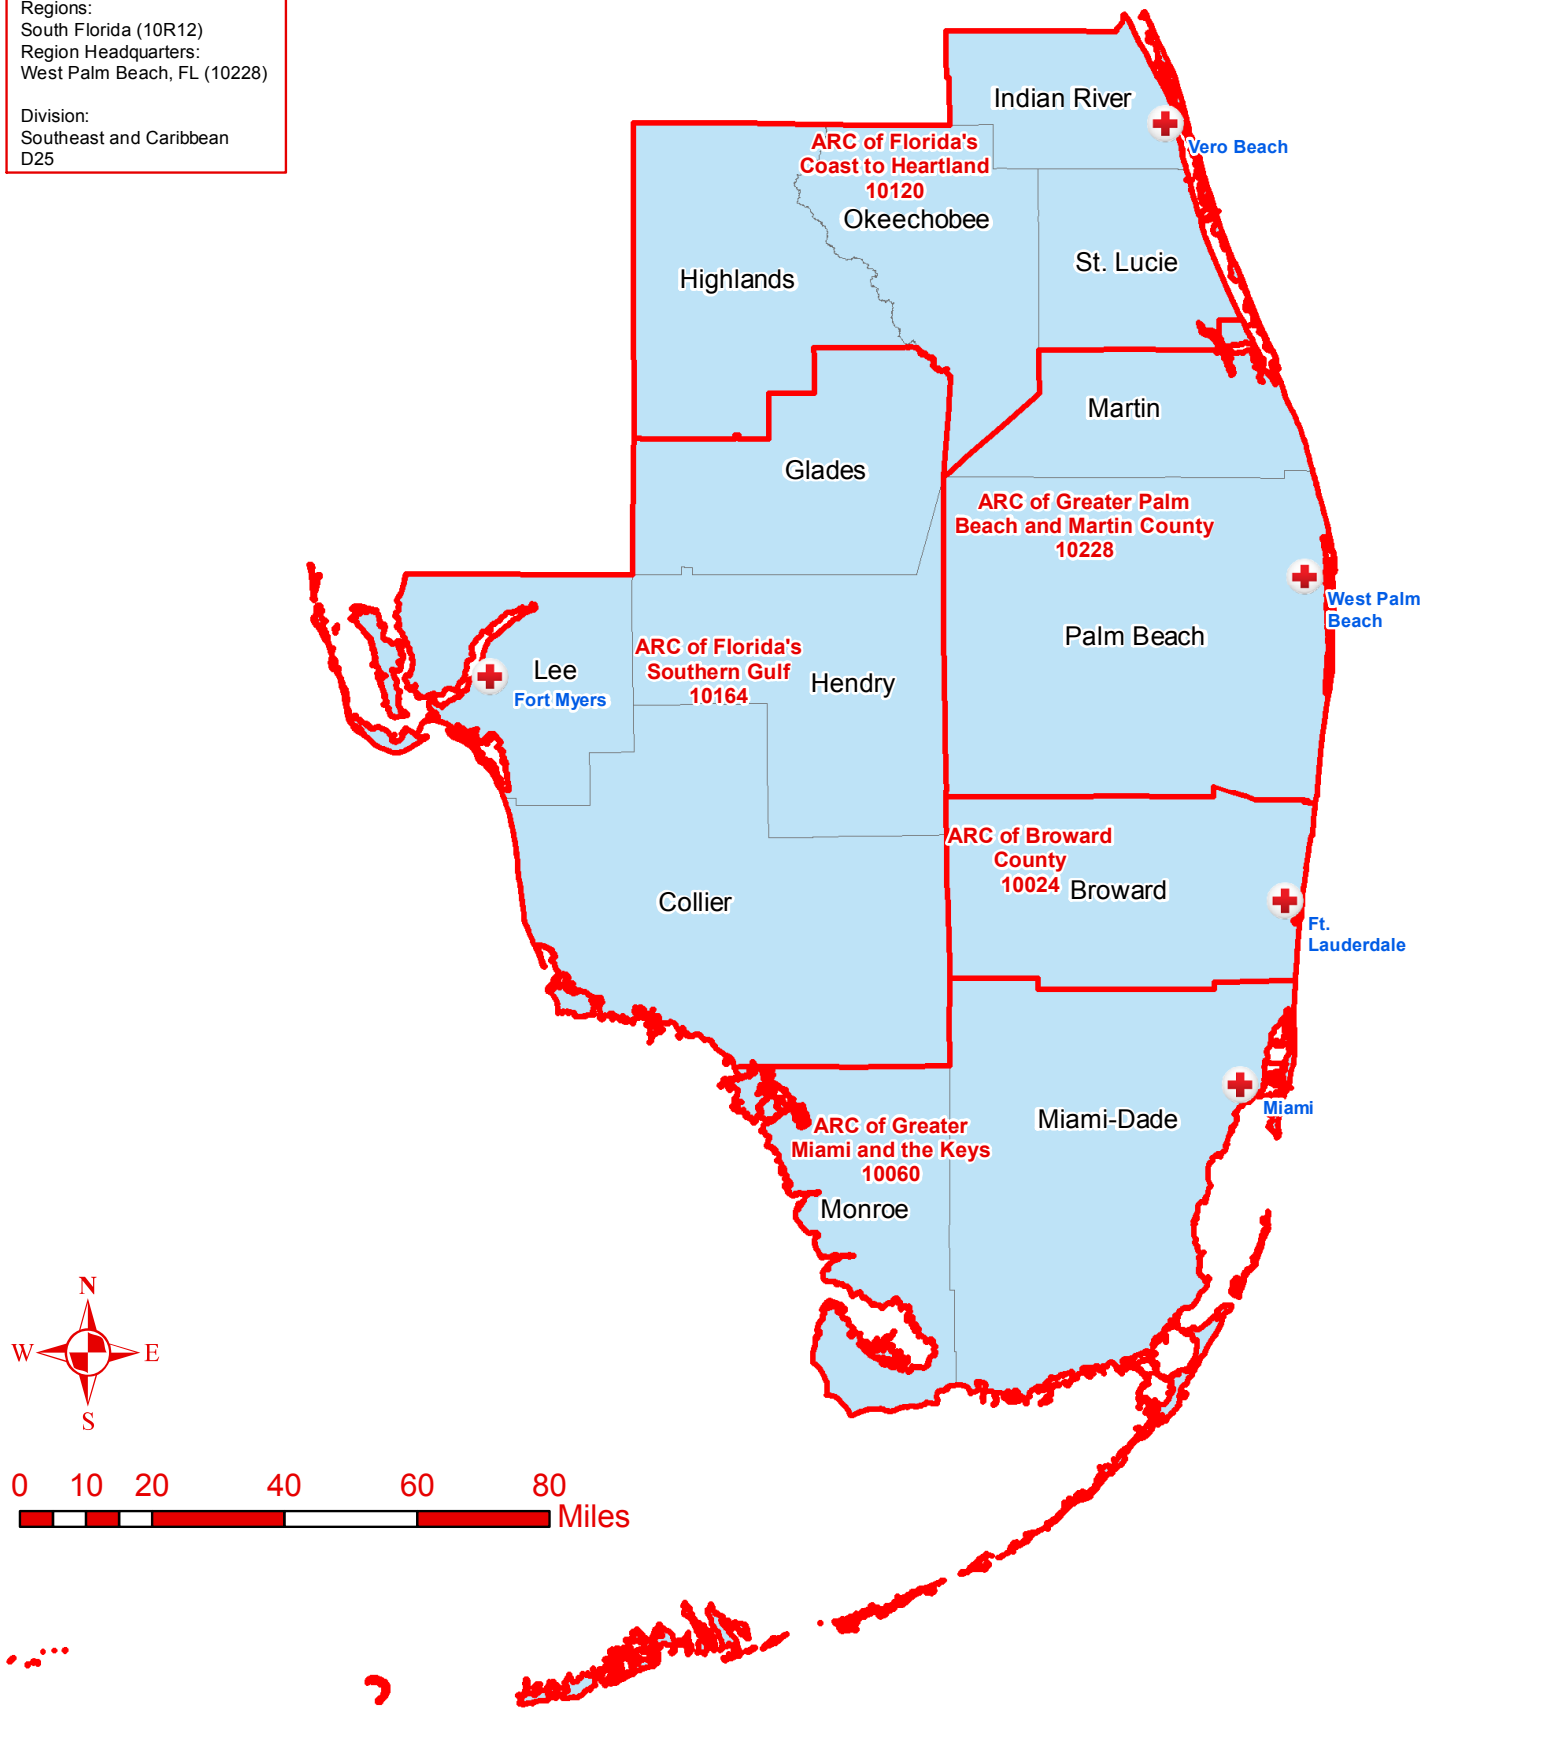 Regions:
South Florida (10R12)
Region Headquarters:
West Palm Beach, FL (10228)
Division:
Southeast and Caribbean
D25
Indian River
Vero Beach
ARC of Florida's
Coast to Heartland
10120
Okeechobee
St. Lucie
Highlands
Martin
Glades
ARC of Greater Palm
Beach and Martin County
10228
West Palm
Beach
Palm Beach
ARC of Florida's
Southern Gulf
10164
Lee
Fort Myers
Hendry
ARC of Broward
County
10024
Broward
Ft.
Lauderdale
Collier
Miami
Miami-Dade
ARC of Greater
Miami and the Keys
10060
Monroe
N
W E
S
0 10 20 40 60 80
Miles